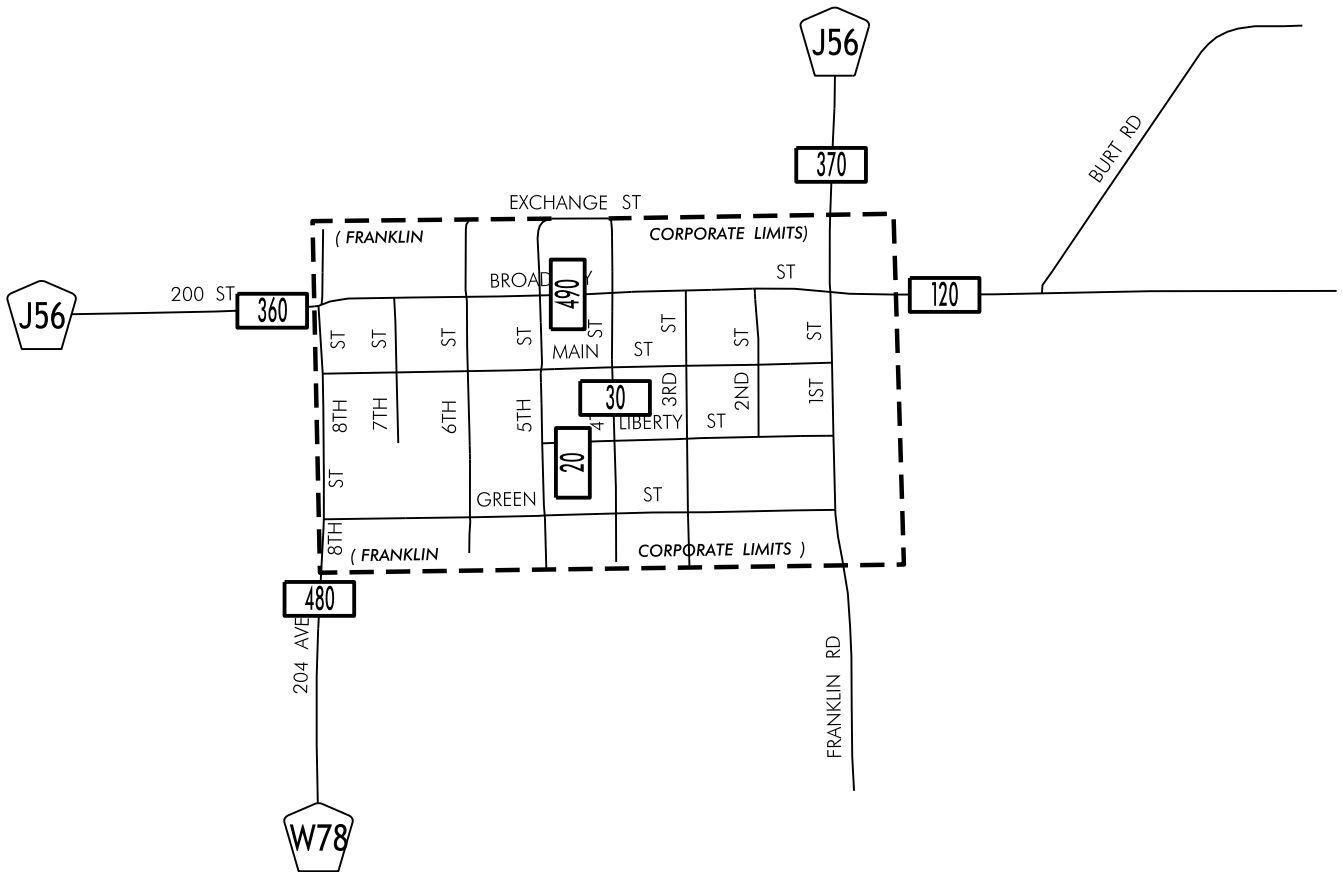 J56
370
BURT RD
EXCHANGE ST
( FRANKLIN CORPORATE LIMITS)
BROAD Y ST
490
120
200 ST
J56
360
ST
ST
ST
ST
ST
ST
ST
ST
MAIN ST
30
8TH
7TH
6TH
5TH
4
3RD
2ND
1ST
LIBERTY ST
20
ST
GREEN ST
8TH
( FRANKLIN CORPORATE LIMITS )
480
204 AVE
FRANKLIN RD
W78